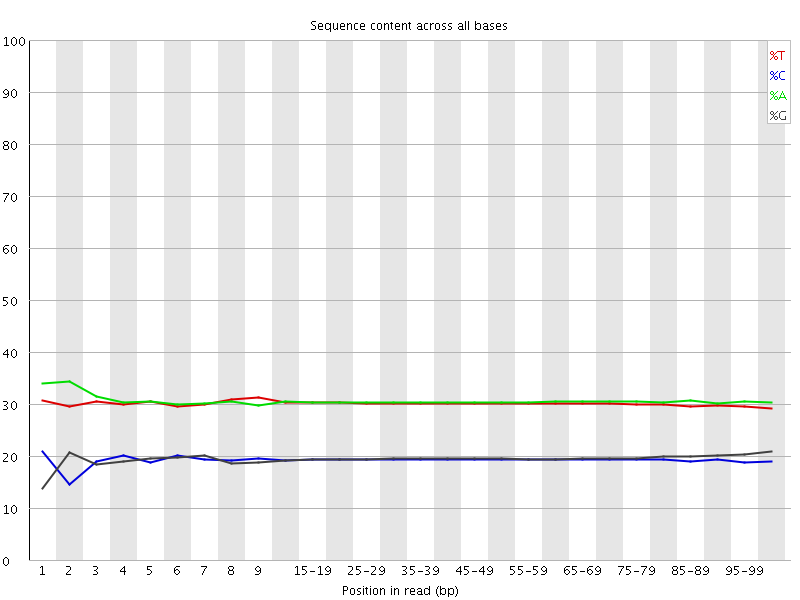 Sequence content across all bases
100
90
80
70
60
50
40
30
20
10
0
%T
%C
%A
%G
1 2 3 4 5 6 7 8 9 15-19 25-29 35-39 45-49 55-59 65-69 75-79 85-89 95-99
Position in read (bp)